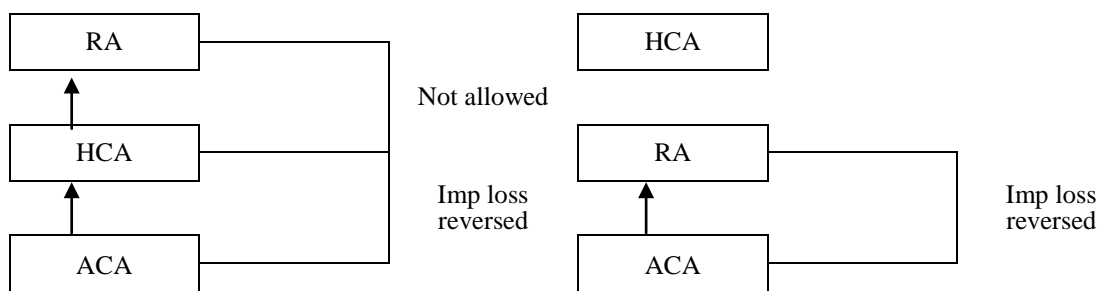 RA
Not allowed
HCA
Imp loss
reversed
ACA
HCA
RA
Imp loss
reversed
ACA